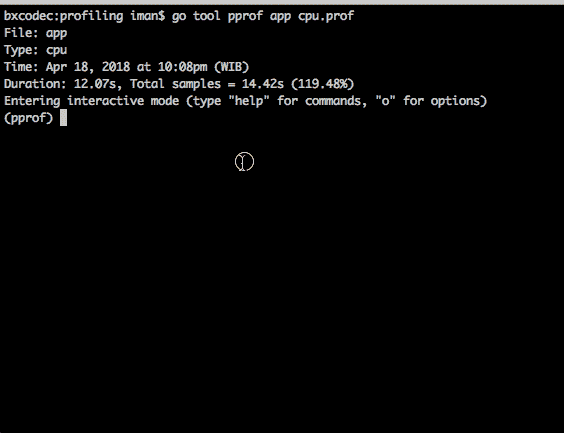 bxcodec:profiling iman$ go tool pprof app cpu.prof
File: app
Type: cpu
Time: Apr 18, 2018 at 10:08pm (WIB)
Duration: 12.07s, Total samples = 14.42s (119.48%)
Entering interactive mode (type "help" for commands, "o" for options)
(pprof)